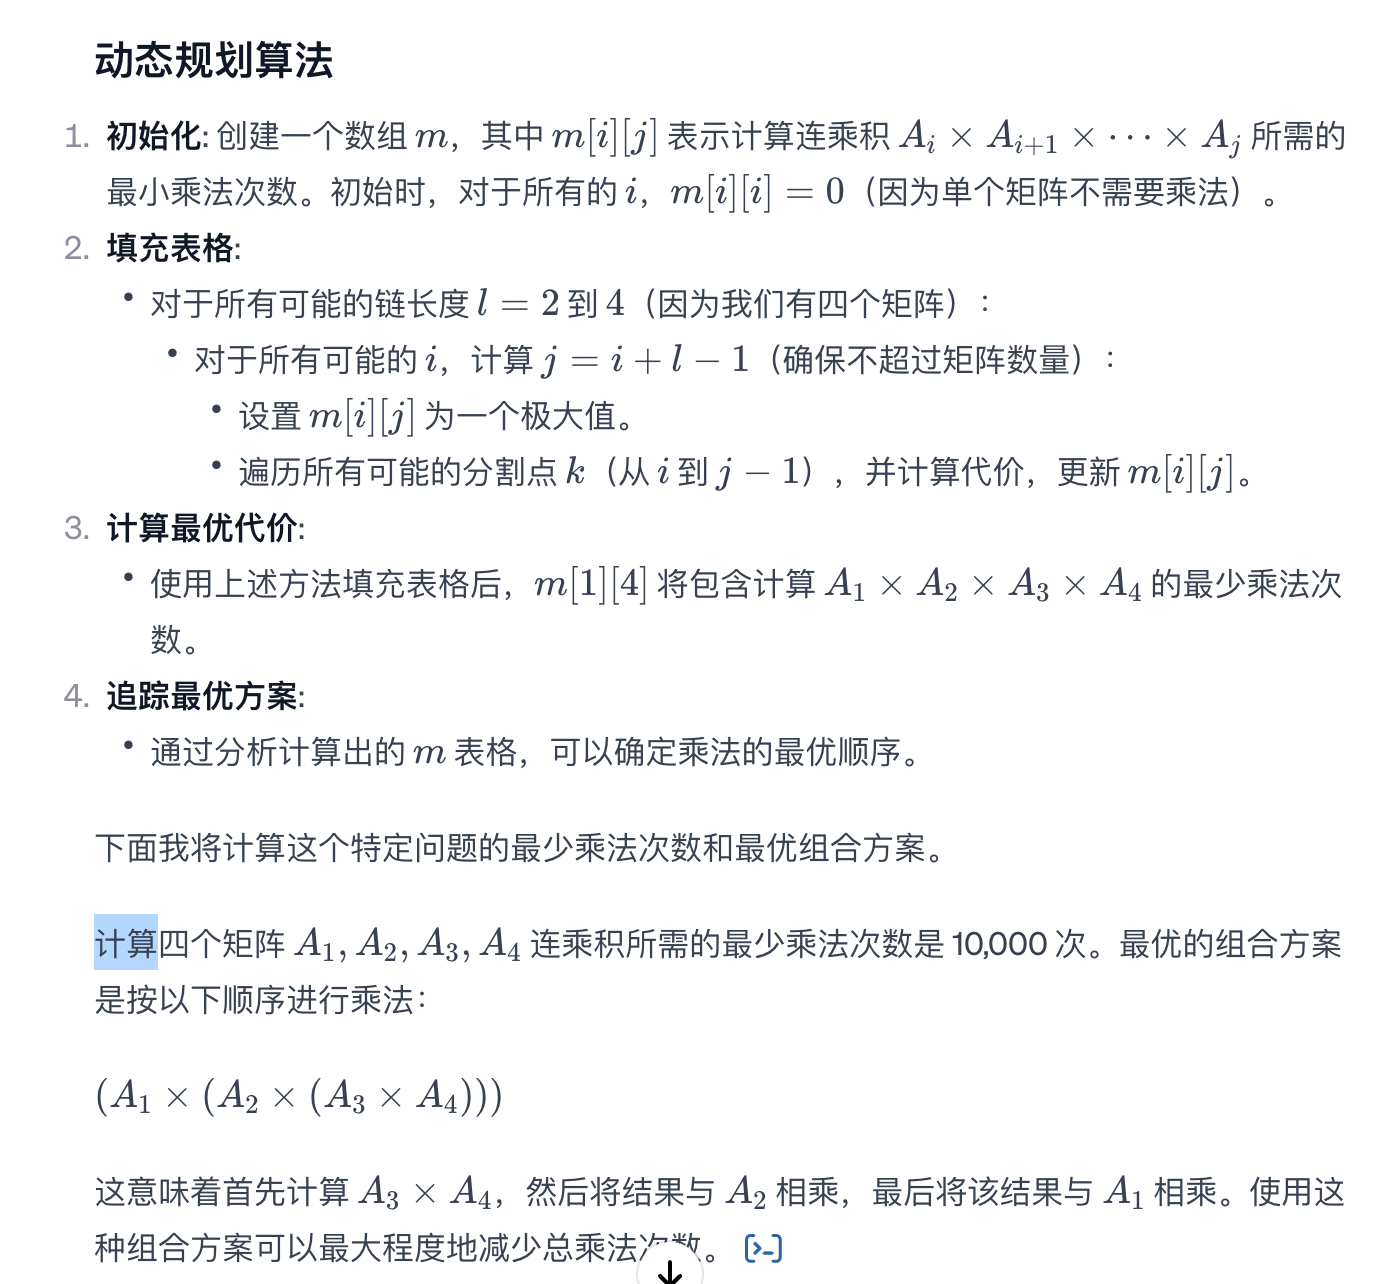 动态规划算法
1. 初始化: 创建一个数组 m，其中 m[i][j] 表示计算连乘积 A_i × A_{i+1} × ⋯ × A_j 所需的
最小乘法次数。初始时，对于所有的 i，m[i][i] = 0（因为单个矩阵不需要乘法）。
2. 填充表格:
• 对于所有可能的链长度 l = 2 到 4（因为我们有四个矩阵）：
• 对于所有可能的 i，计算 j = i + l − 1（确保不超过矩阵数量）：
• 设置 m[i][j] 为一个极大值。
• 遍历所有可能的分割点 k（从 i 到 j − 1），并计算代价，更新 m[i][j]。
3. 计算最优代价:
• 使用上述方法填充表格后，m[1][4] 将包含计算 A_1 × A_2 × A_3 × A_4 的最少乘法次
数。
4. 追踪最优方案:
• 通过分析计算出的 m 表格，可以确定乘法的最优顺序。
下面我将计算这个特定问题的最少乘法次数和最优组合方案。
计算四个矩阵 A_1, A_2, A_3, A_4 连乘积所需的最少乘法次数是 10,000 次。最优的组合方案
是按以下顺序进行乘法：
(A_1 × (A_2 × (A_3 × A_4)))
这意味着首先计算 A_3 × A_4，然后将结果与 A_2 相乘，最后将该结果与 A_1 相乘。使用这
种组合方案可以最大程度地减少总乘法次数。